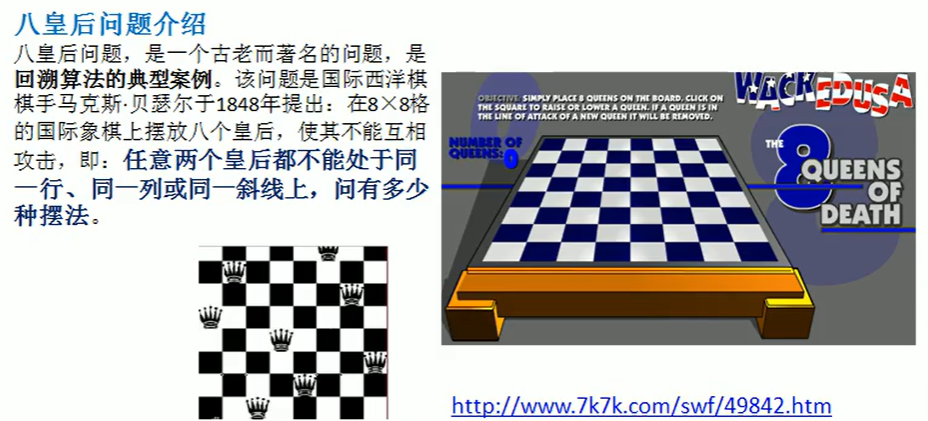 八皇后问题介绍
八皇后问题，是一个古老而著名的问题，是
回溯算法的典型案例。该问题是国际西洋棋
棋手马克斯·贝瑟尔于1848年提出：在8×8格
的国际象棋上摆放八个皇后，使其不能互相
攻击，即：任意两个皇后都不能处于同
一行、同一列或同一斜线上，问有多少
种摆法。
OBJECTIVE: SIMPLY PLACE 8 QUEENS ON THE BOARD. CLICK ON
THE SQUARE TO RAISE OR LOWER A QUEEN. IF A QUEEN IS IN
THE LINE OF ATTACK OF A NEW QUEEN IT WILL BE REMOVED.
WACKEDUSA
NUMBER OF
QUEENS: 0
THE 8 QUEENS
OF
DEATH
http://www.7k7k.com/swf/49842.htm